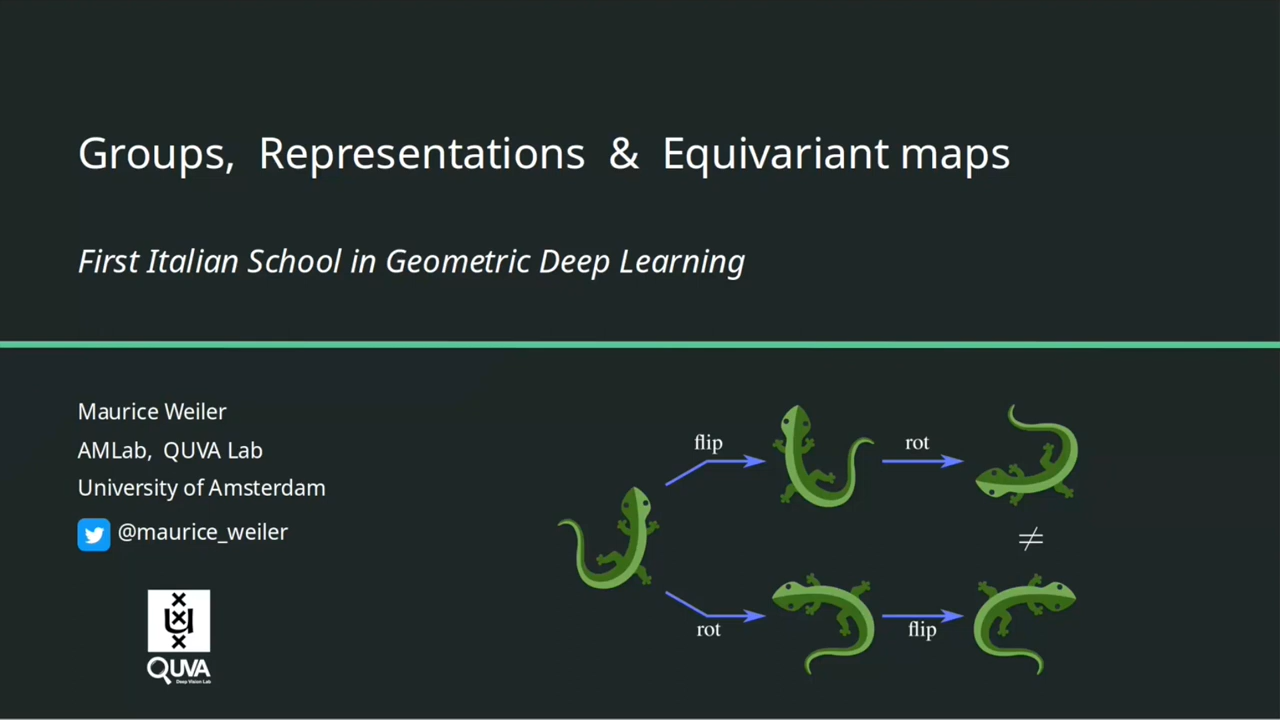 Groups, Representations & Equivariant maps
First Italian School in Geometric Deep Learning
Maurice Weiler
AMLab, QUVA Lab
University of Amsterdam
@maurice_weiler
flip
rot
≠
rot
flip
QUVA
Deep Vision Lab